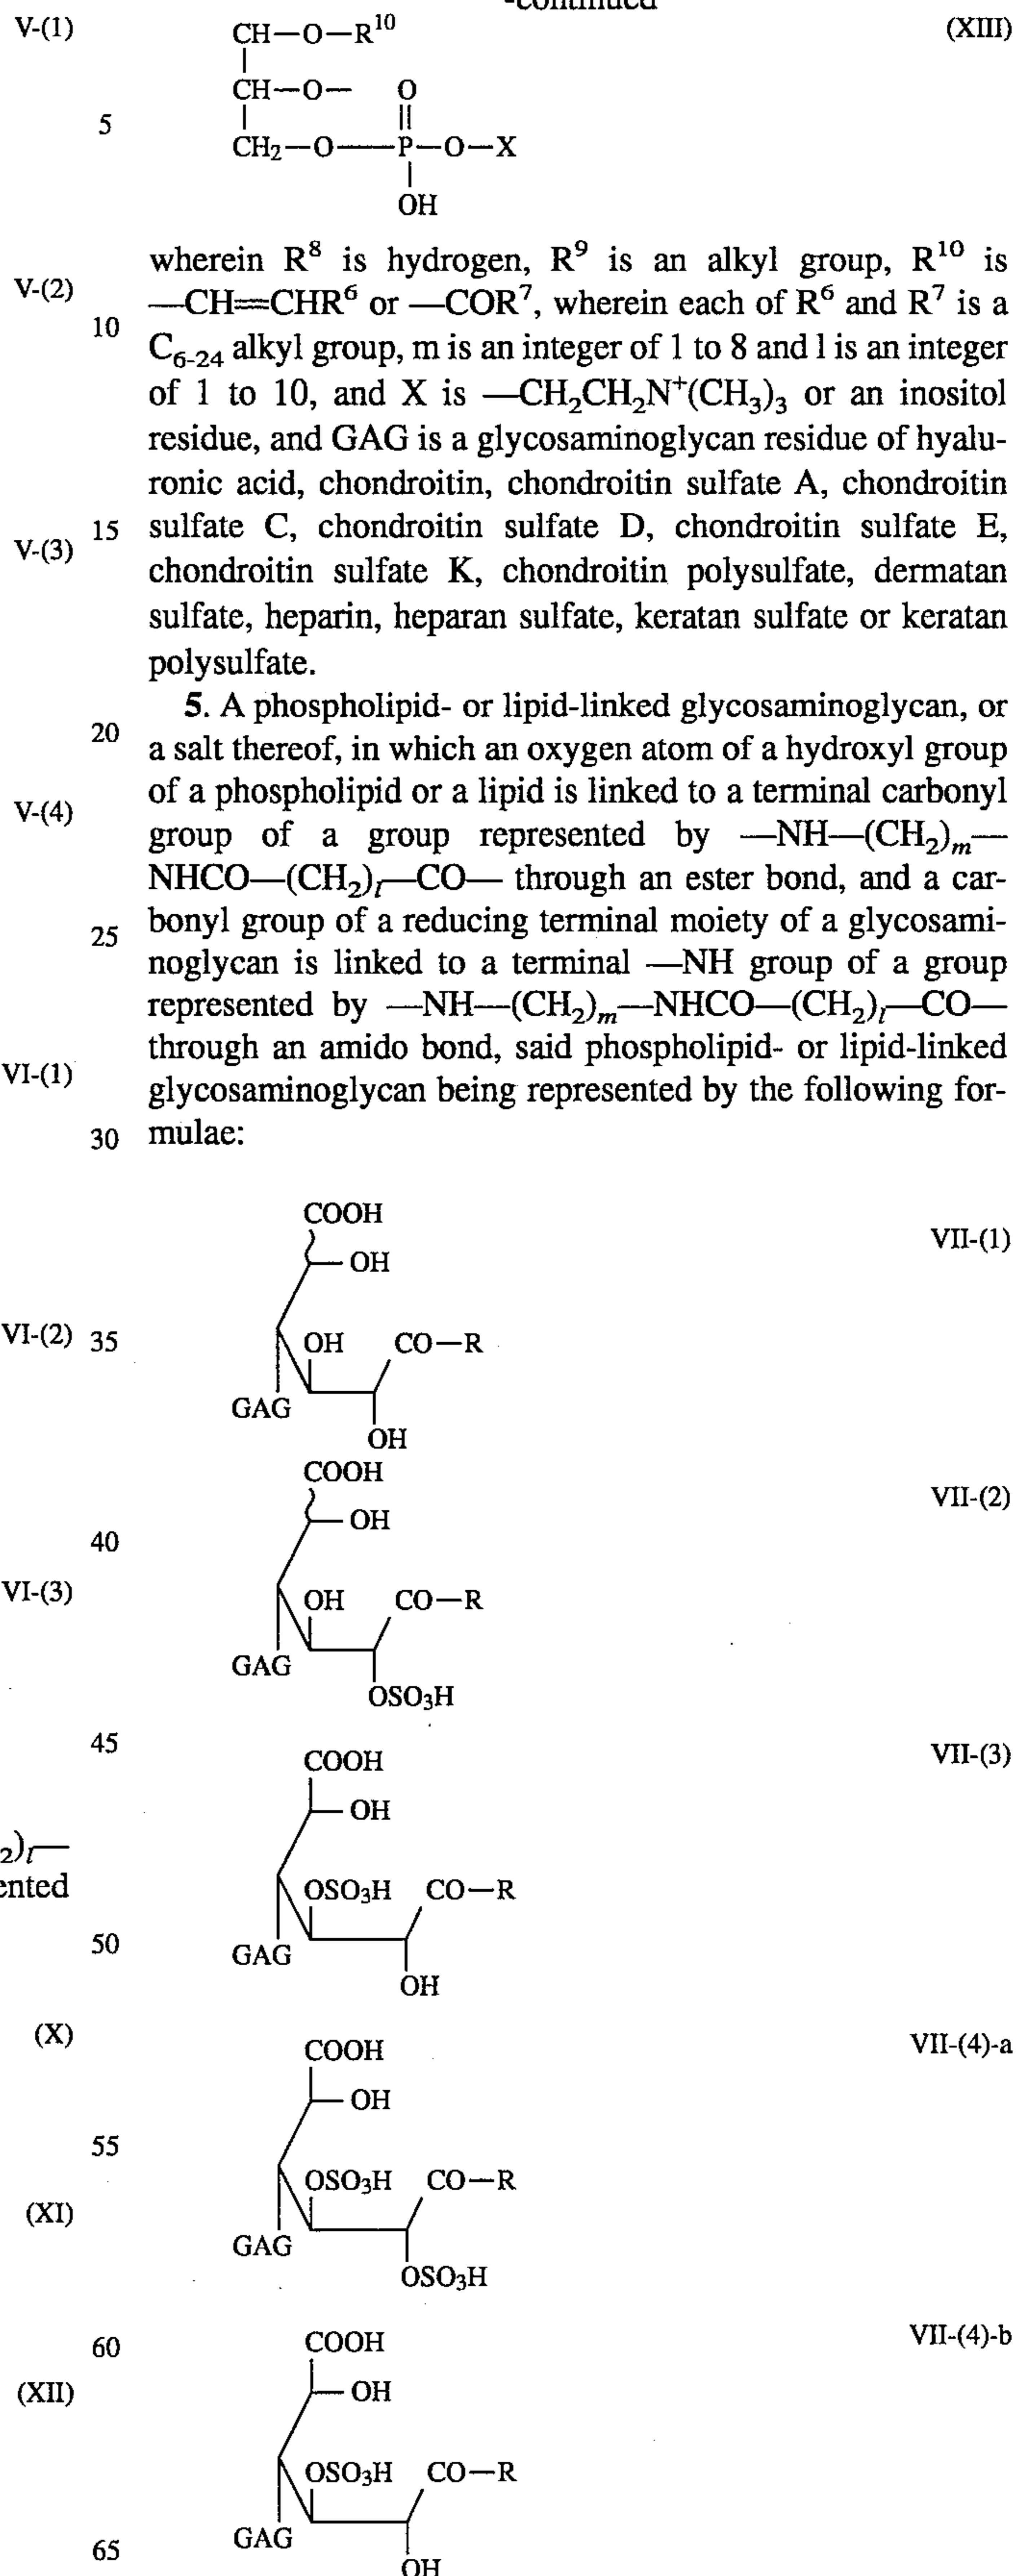 -continued
V-(1)
CH—O—R¹⁰
(XIII)
CH—O— O
5
CH₂—O—P—O—X
OH
wherein R⁸ is hydrogen, R⁹ is an alkyl group, R¹⁰ is
V-(2)
—CH=CHR⁶ or —COR⁷, wherein each of R⁶ and R⁷ is a
10
C₆₋₂₄ alkyl group, m is an integer of 1 to 8 and l is an integer
of 1 to 10, and X is —CH₂CH₂N⁺(CH₃)₃ or an inositol
residue, and GAG is a glycosaminoglycan residue of hyalu-
ronic acid, chondroitin, chondroitin sulfate A, chondroitin
15
sulfate C, chondroitin sulfate D, chondroitin sulfate E,
V-(3)
chondroitin sulfate K, chondroitin polysulfate, dermatan
sulfate, heparin, heparan sulfate, keratan sulfate or keratan
polysulfate.
5. A phospholipid- or lipid-linked glycosaminoglycan, or
20
a salt thereof, in which an oxygen atom of a hydroxyl group
V-(4)
of a phospholipid or a lipid is linked to a terminal carbonyl
group of a group represented by —NH—(CH₂)ₘ—
NHCO—(CH₂)ₗ—CO— through an ester bond, and a car-
25
bonyl group of a reducing terminal moiety of a glycosami-
noglycan is linked to a terminal —NH group of a group
represented by —NH—(CH₂)ₘ—NHCO—(CH₂)ₗ—CO—
through an amido bond, said phospholipid- or lipid-linked
VI-(1)
glycosaminoglycan being represented by the following for-
30
mulae:
COOH
VII-(1)
OH
VI-(2)
35
OH CO—R
GAG
OH
COOH
VII-(2)
OH
40
VI-(3)
OH CO—R
GAG
OSO₃H
45
COOH
VII-(3)
OH
₂)ₗ—
ented
OSO₃H CO—R
50
GAG
OH
(X)
COOH
VII-(4)-a
OH
55
OSO₃H CO—R
(XI)
GAG
OSO₃H
60
COOH
VII-(4)-b
(XII)
OH
OSO₃H CO—R
65
GAG
OH